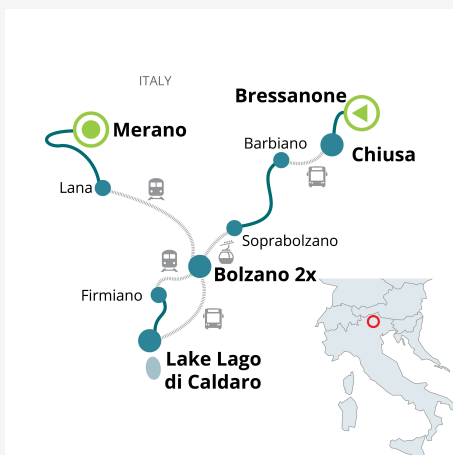 ITALY
Bressanone
Merano
Barbiano
Chiusa
Lana
Soprabolzano
Bolzano 2x
Firmiano
Lake Lago
di Caldaro